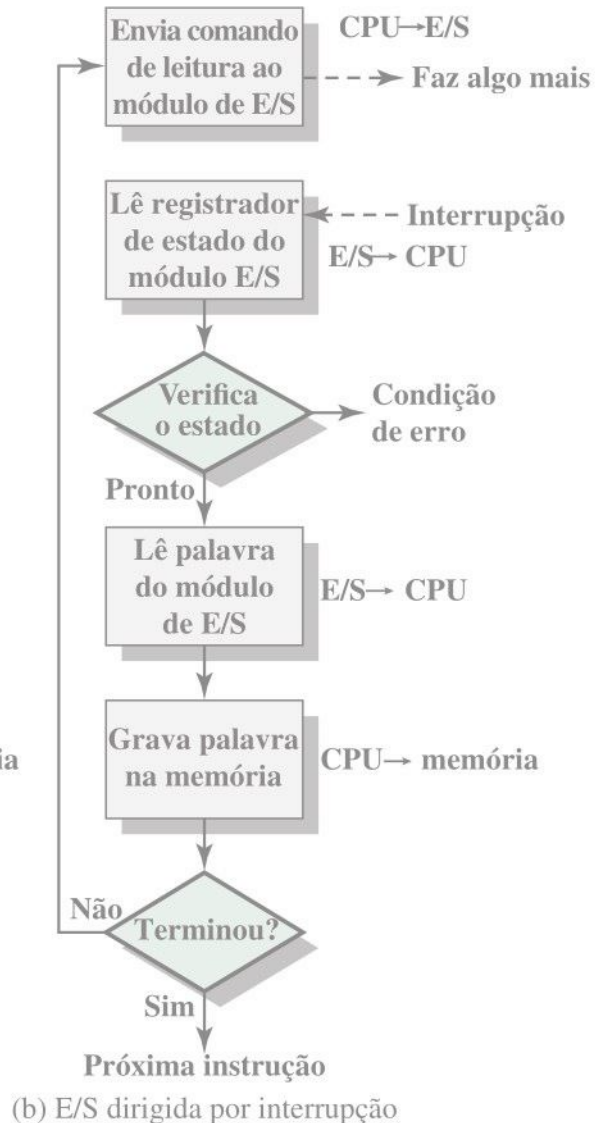 Envia comando
de leitura ao
módulo de E/S
CPU→E/S
Faz algo mais
Lê registrador
de estado do
módulo E/S
Interrupção
E/S→ CPU
Verifica
o estado
Condição
de erro
Pronto
Lê palavra
do módulo
de E/S
E/S→ CPU
Grava palavra
na memória
CPU→ memória
ia
Não
Terminou?
Sim
Próxima instrução
(b) E/S dirigida por interrupção